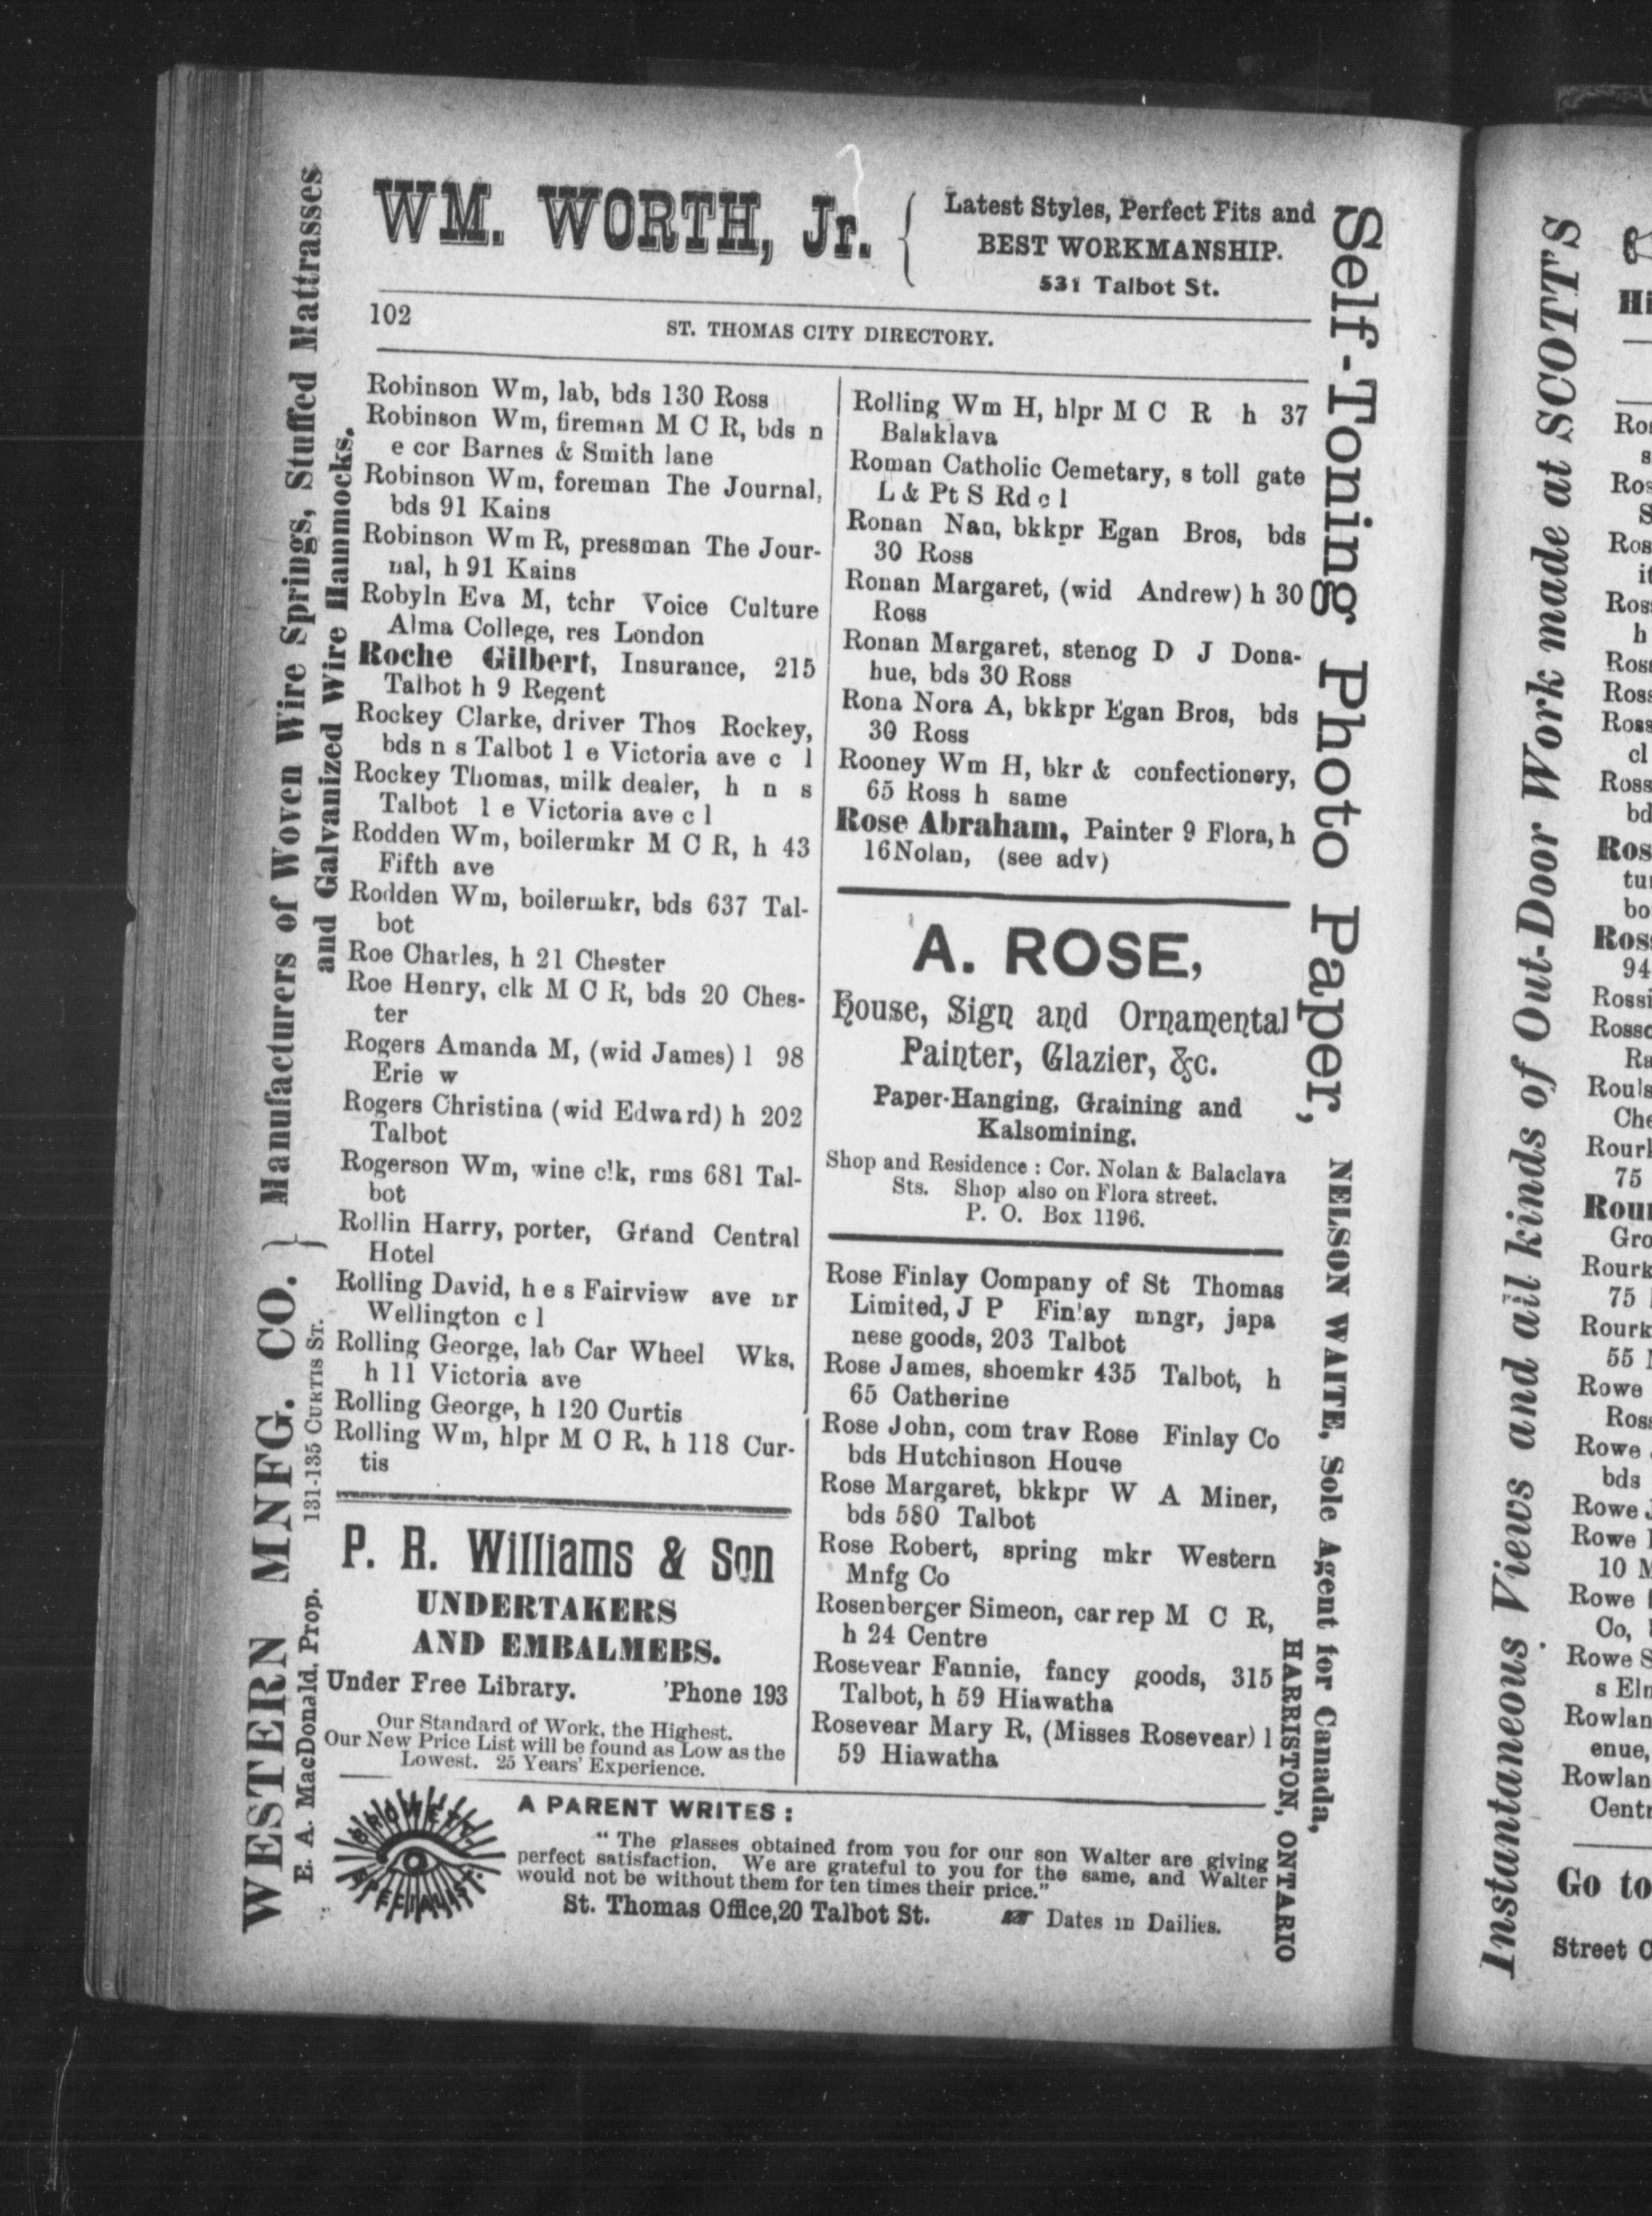 WM. WORTH, Jr.
Latest Styles, Perfect Fits and
BEST WORKMANSHIP.
531 Talbot St.
102
ST. THOMAS CITY DIRECTORY.
Robinson Wm, lab, bds 130 Ross
Robinson Wm, fireman M C R, bds n
e cor Barnes & Smith lane
Robinson Wm, foreman The Journal,
bds 91 Kains
Robinson Wm R, pressman The Jour-
nal, h 91 Kains
Robyln Eva M, tchr Voice Culture
Alma College, res London
Roche Gilbert, Insurance, 215
Talbot h 9 Regent
Rockey Clarke, driver Thos Rockey,
bds n s Talbot 1 e Victoria ave c l
Rockey Thomas, milk dealer, h n s
Talbot 1 e Victoria ave c l
Rodden Wm, boilermkr M C R, h 43
Fifth ave
Rodden Wm, boilermkr, bds 637 Tal-
bot
Roe Charles, h 21 Chester
Roe Henry, clk M C R, bds 20 Ches-
ter
Rogers Amanda M, (wid James) l 98
Erie w
Rogers Christina (wid Edward) h 202
Talbot
Rogerson Wm, wine clk, rms 681 Tal-
bot
Rollin Harry, porter, Grand Central
Hotel
Rolling David, h e s Fairview ave nr
Wellington c l
Rolling George, lab Car Wheel Wks,
h 11 Victoria ave
Rolling George, h 120 Curtis
Rolling Wm, hlpr M C R, h 118 Cur-
tis
P. R. Williams & Son
UNDERTAKERS
AND EMBALMERS.
Under Free Library. 'Phone 193
Our Standard of Work, the Highest.
Our New Price List will be found as Low as the
Lowest. 25 Years' Experience.
Rolling Wm H, hlpr M C R h 37
Balaklava
Roman Catholic Cemetary, s toll gate
L & Pt S Rd c l
Ronan Nan, bkkpr Egan Bros, bds
30 Ross
Ronan Margaret, (wid Andrew) h 30
Ross
Ronan Margaret, stenog D J Dona-
hue, bds 30 Ross
Rona Nora A, bkkpr Egan Bros, bds
30 Ross
Rooney Wm H, bkr & confectionery,
65 Ross h same
Rose Abraham, Painter 9 Flora, h
16 Nolan, (see adv)
A. ROSE,
House, Sign and Ornamental
Painter, Glazier, &c.
Paper-Hanging, Graining and
Kalsomining.
Shop and Residence : Cor. Nolan & Balaclava
Sts. Shop also on Flora street.
P. O. Box 1196.
Rose Finlay Company of St Thomas
Limited, J P Finlay mngr, japa
nese goods, 203 Talbot
Rose James, shoemkr 435 Talbot, h
65 Catherine
Rose John, com trav Rose Finlay Co
bds Hutchinson House
Rose Margaret, bkkpr W A Miner,
bds 580 Talbot
Rose Robert, spring mkr Western
Mnfg Co
Rosenberger Simeon, car rep M C R,
h 24 Centre
Rosevear Fannie, fancy goods, 315
Talbot, h 59 Hiawatha
Rosevear Mary R, (Misses Rosevear) l
59 Hiawatha
SPECIALIST.
A PARENT WRITES :
"The glasses obtained from you for our son Walter are giving
perfect satisfaction. We are grateful to you for the same, and Walter
would not be without them for ten times their price."
St. Thomas Office, 20 Talbot St. Dates in Dailies.
WESTERN MNFG. CO.
E. A. MacDonald, Prop. 131-135 CURTIS ST.
Manufacturers of Woven Wire Springs, Stuffed Mattrasses
and Galvanized Wire Hammocks.
Self-Toning Photo Paper,
NELSON WAITE, Sole Agent for Canada,
HARRISTON, ONTARIO
Instantaneous Views and all kinds of Out-Door Work made at SCOTT'S
Go to
Street